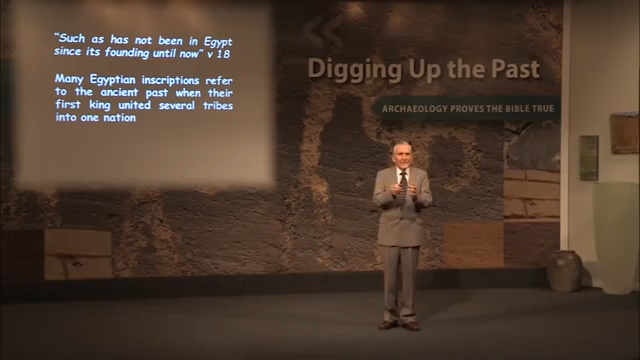 "Such as has not been in Egypt
since its founding until now" v 18
Many Egyptian inscriptions refer
to the ancient past when their
first king united several tribes
into one nation
Digging Up the Past
ARCHAEOLOGY PROVES THE BIBLE TRUE